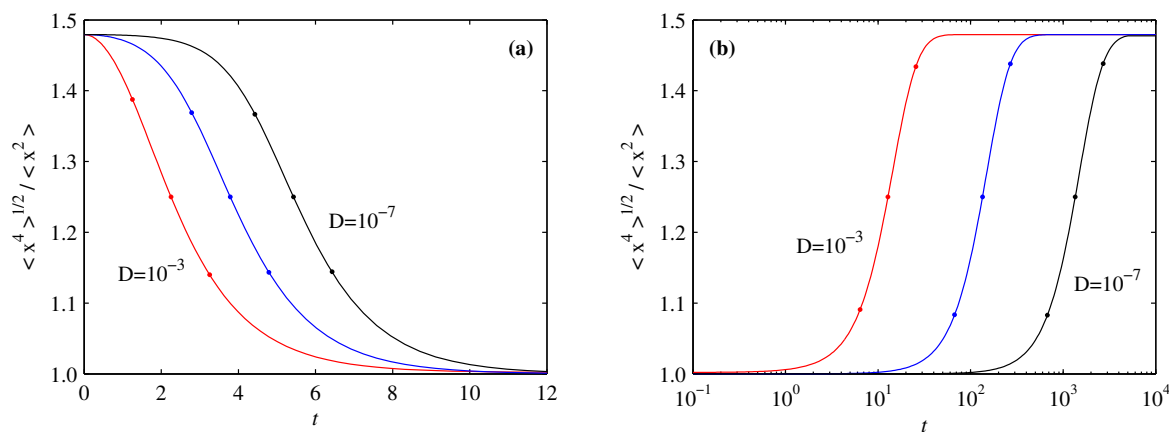 (a)
< x⁴ >¹/² / < x² >
1.5
1.4
1.3
1.2
1.1
1.0
D=10⁻³
D=10⁻⁷
0 2 4 6 8 10 12
t
(b)
< x⁴ >¹/² / < x² >
1.5
1.4
1.3
1.2
1.1
1.0
D=10⁻³
D=10⁻⁷
10⁻¹ 10⁰ 10¹ 10² 10³ 10⁴
t